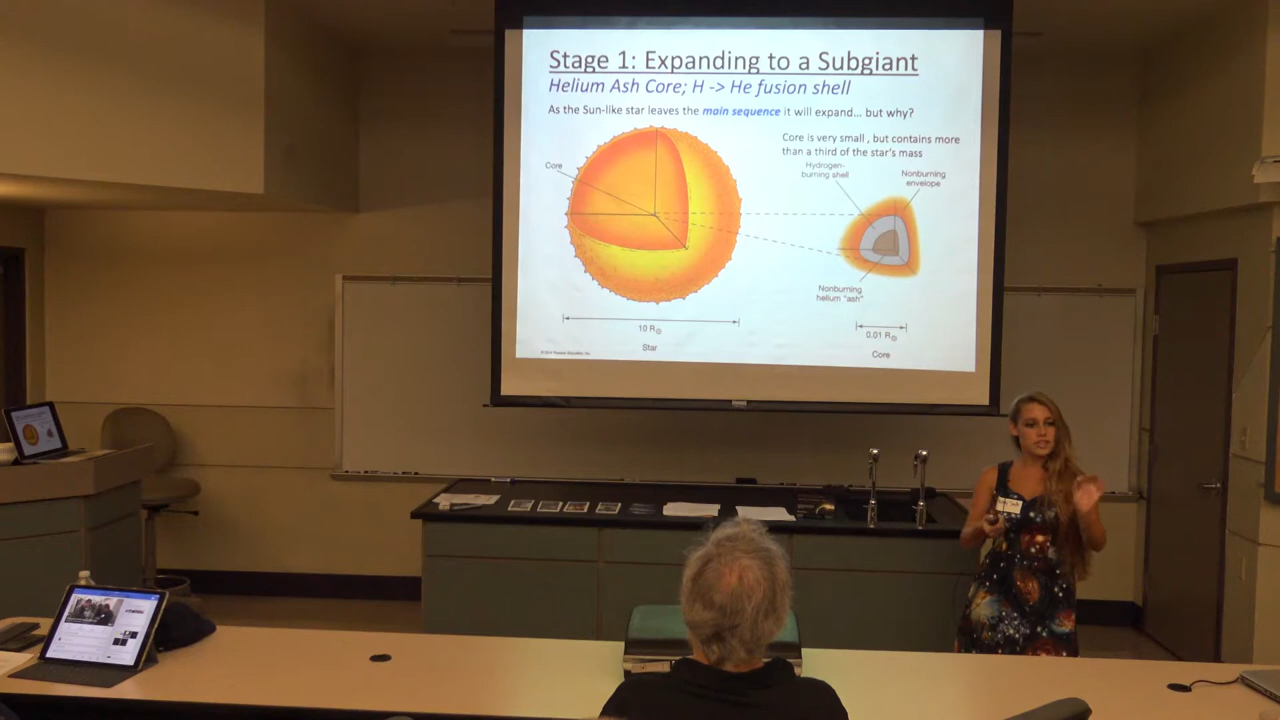 Stage 1: Expanding to a Subgiant
Helium Ash Core; H -> He fusion shell
As the Sun-like star leaves the main sequence it will expand... but why?
Core is very small , but contains more
than a third of the star's mass
Core
Hydrogen-
burning shell
Nonburning
envelope
Nonburning
helium "ash"
10 R☉
Star
0.01 R☉
Core